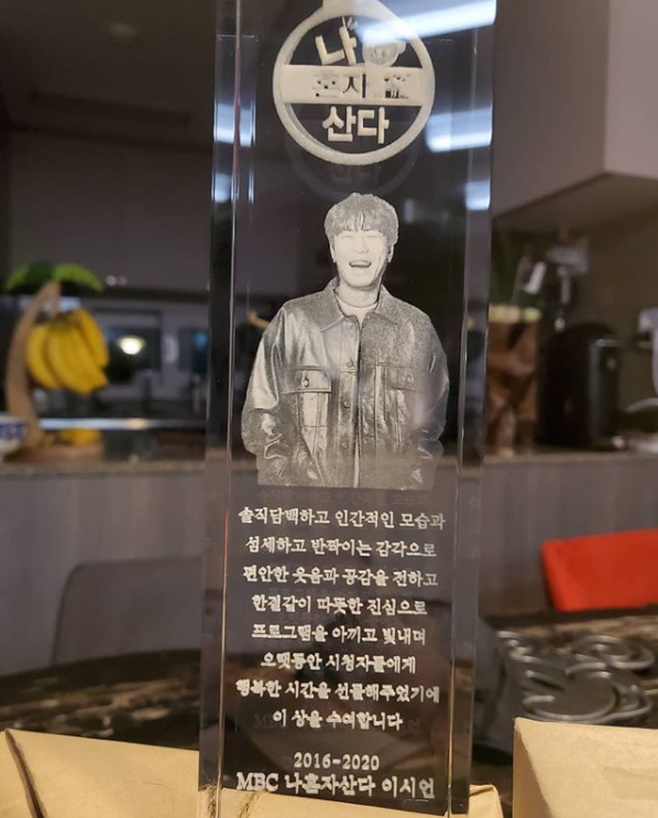 나
혼자
산다
솔직담백하고 인간적인 모습과
섬세하고 반짝이는 감각으로
편안한 웃음과 공감을 전하고
한결같이 따뜻한 진심으로
프로그램을 아끼고 빛내며
오랫동안 시청자들에게
행복한 시간을 선물해주었기에
이 상을 수여합니다
2016-2020
MBC 나혼자산다 이시언